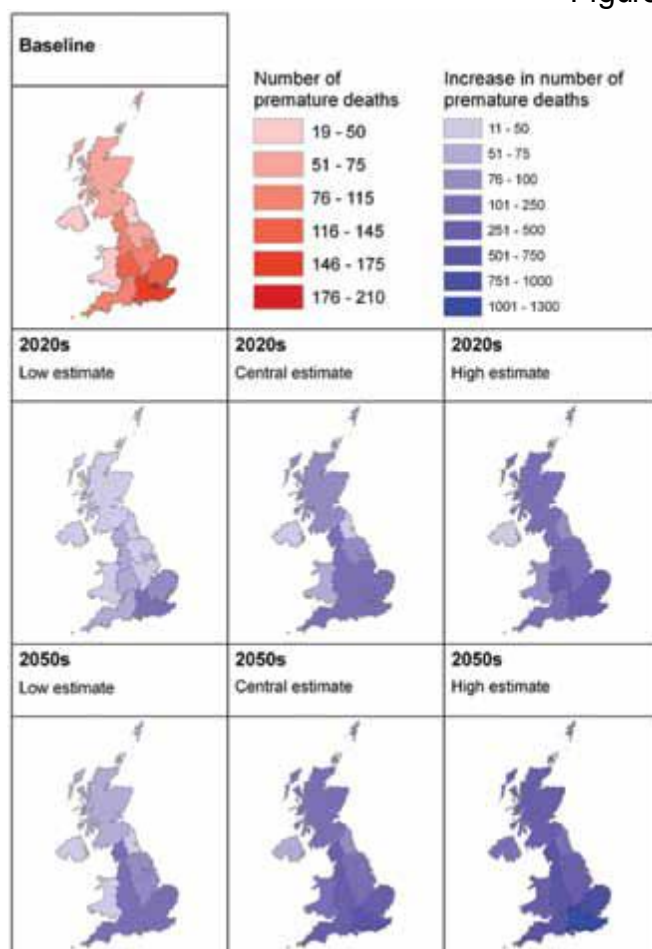 Figure
Baseline
Number of
premature deaths
19 - 50
51 - 75
76 - 115
116 - 145
146 - 175
176 - 210
Increase in number of
premature deaths
11 - 50
51 - 75
76 - 100
101 - 250
251 - 500
501 - 750
751 - 1000
1001 - 1300
2020s
Low estimate
2020s
Central estimate
2020s
High estimate
2050s
Low estimate
2050s
Central estimate
2050s
High estimate